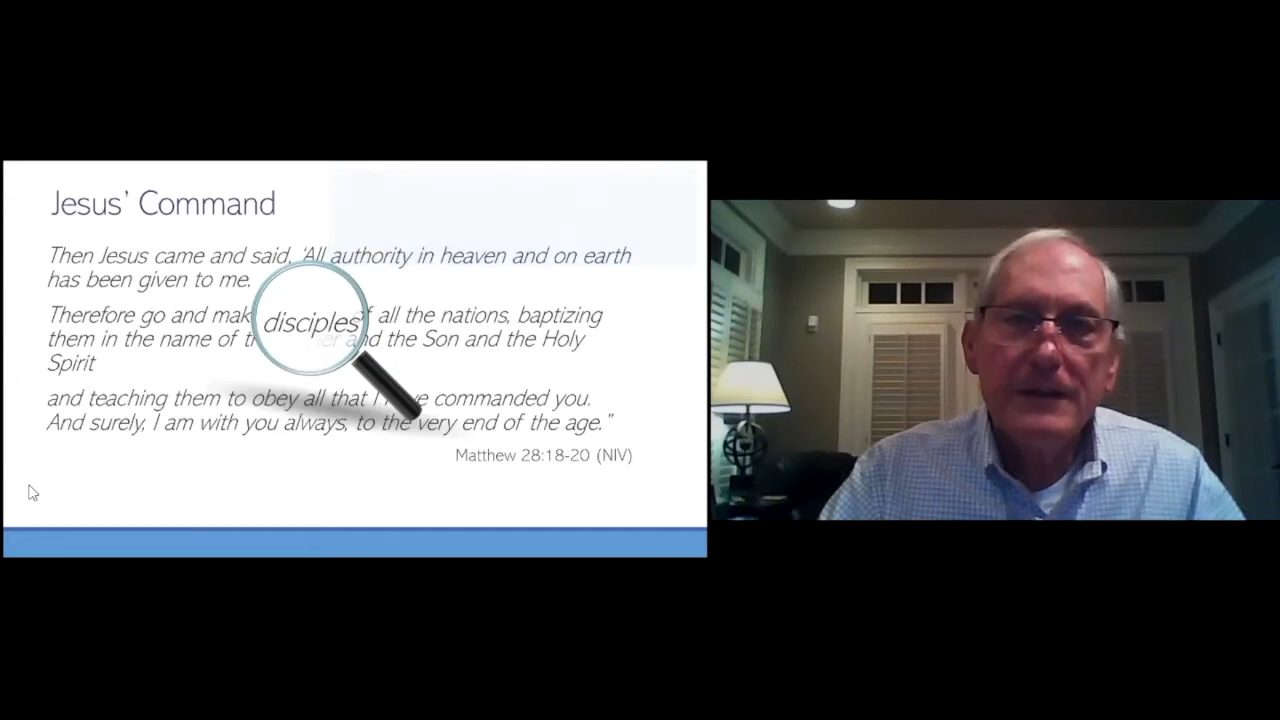 Jesus' Command
Then Jesus came and said, 'All authority in heaven and on earth
has been given to me.
Therefore go and mak disciples f all the nations, baptizing
them in the name of th er and the Son and the Holy
Spirit
and teaching them to obey all that I ve commanded you.
And surely, I am with you always, to the very end of the age."
Matthew 28:18-20 (NIV)